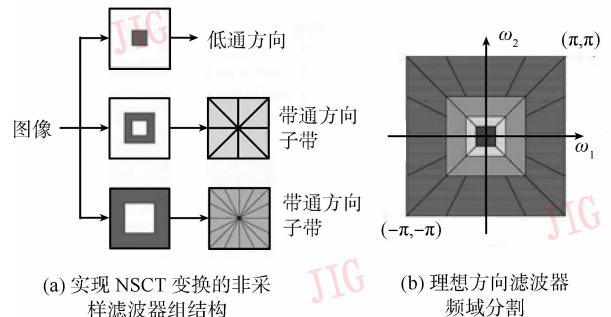 低通方向
图像
带通方向
子带
带通方向
子带
(a) 实现 NSCT 变换的非采
样滤波器组结构
ω₂
(π,π)
ω₁
(−π,−π)
(b) 理想方向滤波器
频域分割
JIG
JIG
JIG